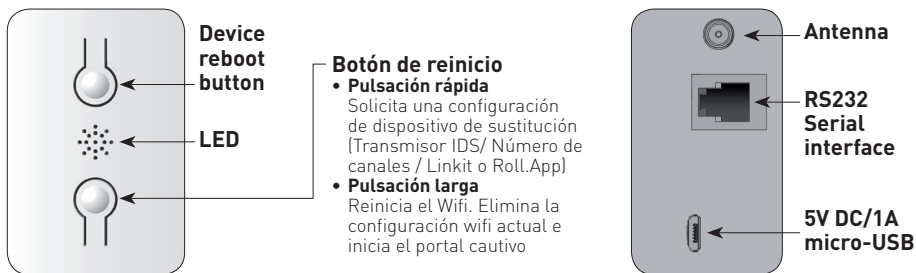 Device
reboot
button
LED
Botón de reinicio
• Pulsación rápida
Solicita una configuración
de dispositivo de sustitución
(Transmisor IDS/ Número de
canales / Linkit o Roll.App)
• Pulsación larga
Reinicia el Wifi. Elimina la
configuración wifi actual e
inicia el portal cautivo
Antenna
RS232
Serial
interface
5V DC/1A
micro-USB